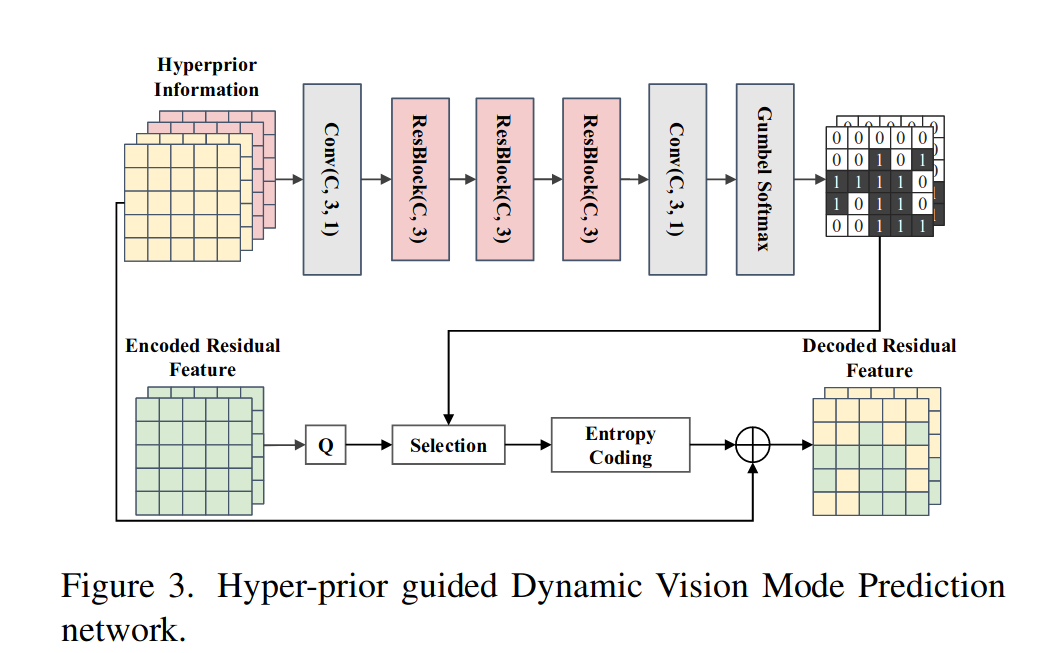 Hyperprior
Information
Conv(C, 3, 1)
ResBlock(C, 3)
ResBlock(C, 3)
ResBlock(C, 3)
Conv(C, 3, 1)
Gumbel Softmax
0 0 0 0 0
0 0 1 0 1
1 1 1 1 0
1 0 1 1 0
0 0 1 1 1
Encoded Residual
Feature
Q
Selection
Entropy
Coding
Decoded Residual
Feature
Figure 3. Hyper-prior guided Dynamic Vision Mode Prediction
network.